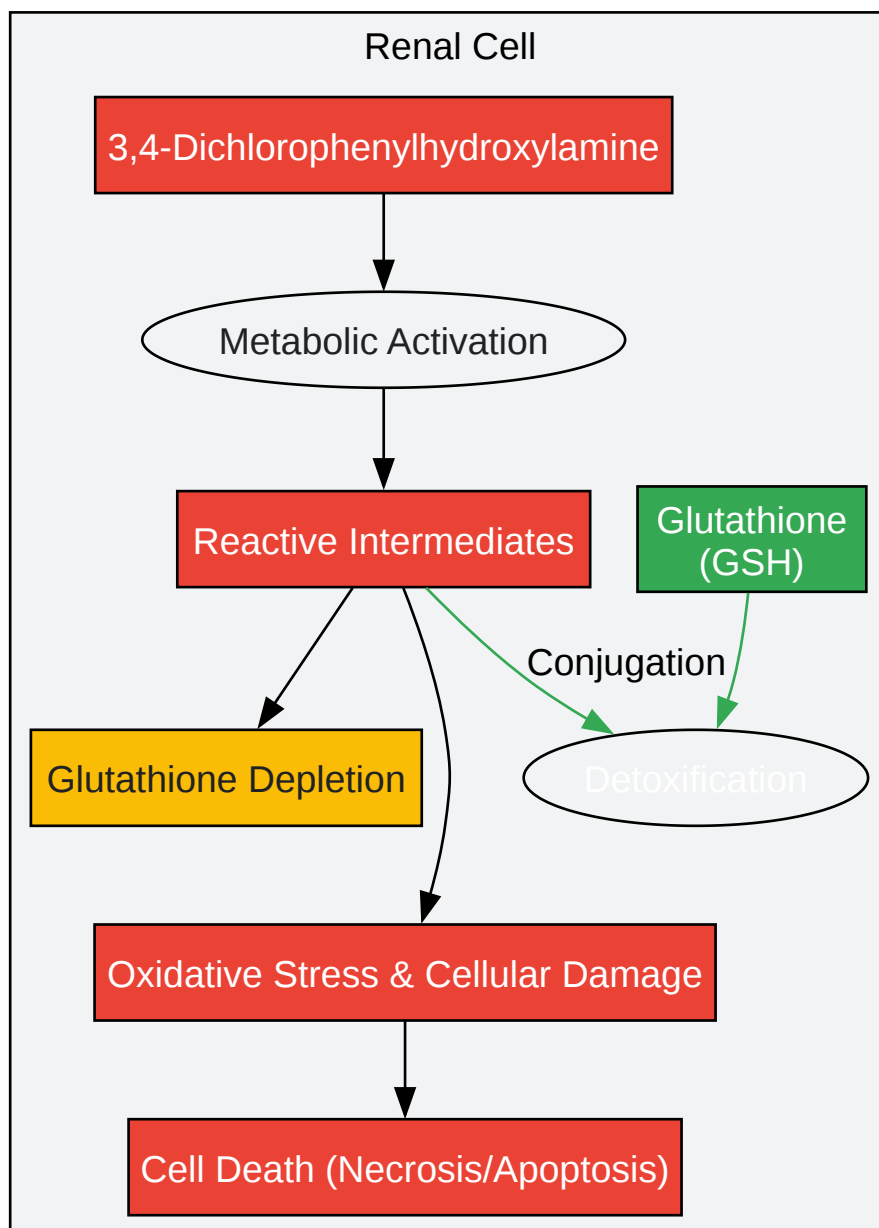 Renal Cell
3,4-Dichlorophenylhydroxylamine
Metabolic Activation
Reactive Intermediates
Glutathione
(GSH)
Conjugation
Glutathione Depletion
Detoxification
Oxidative Stress & Cellular Damage
Cell Death (Necrosis/Apoptosis)